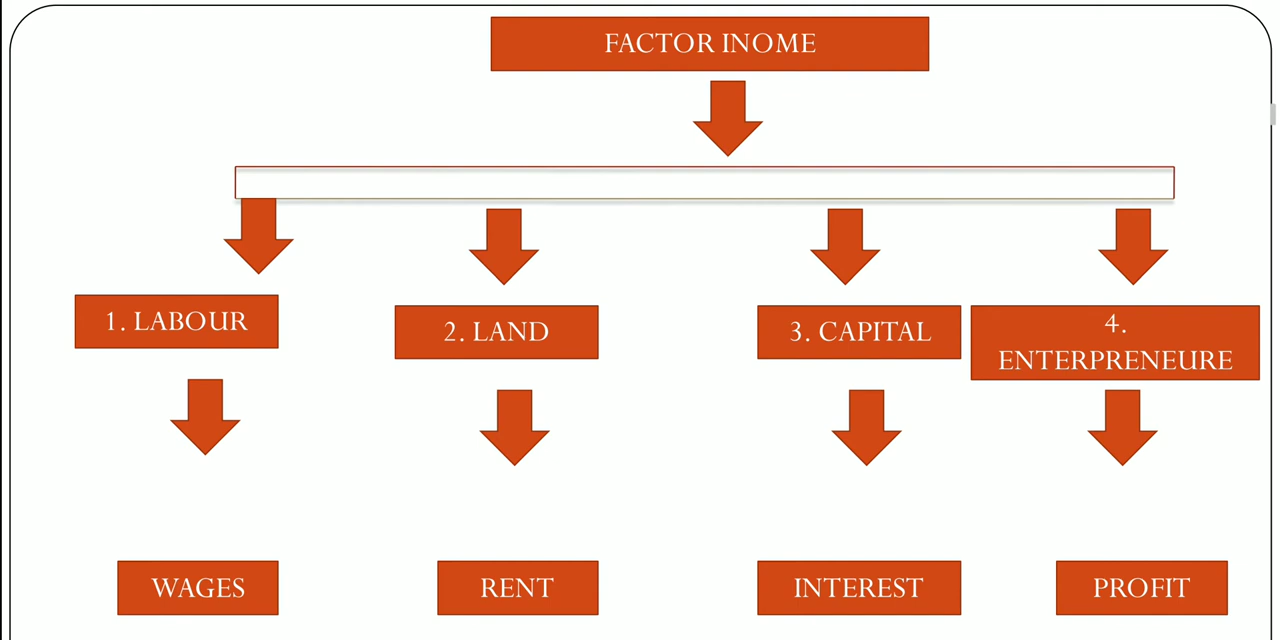 FACTOR INOME
1. LABOUR
2. LAND
3. CAPITAL
4.
ENTERPRENEURE
WAGES
RENT
INTEREST
PROFIT